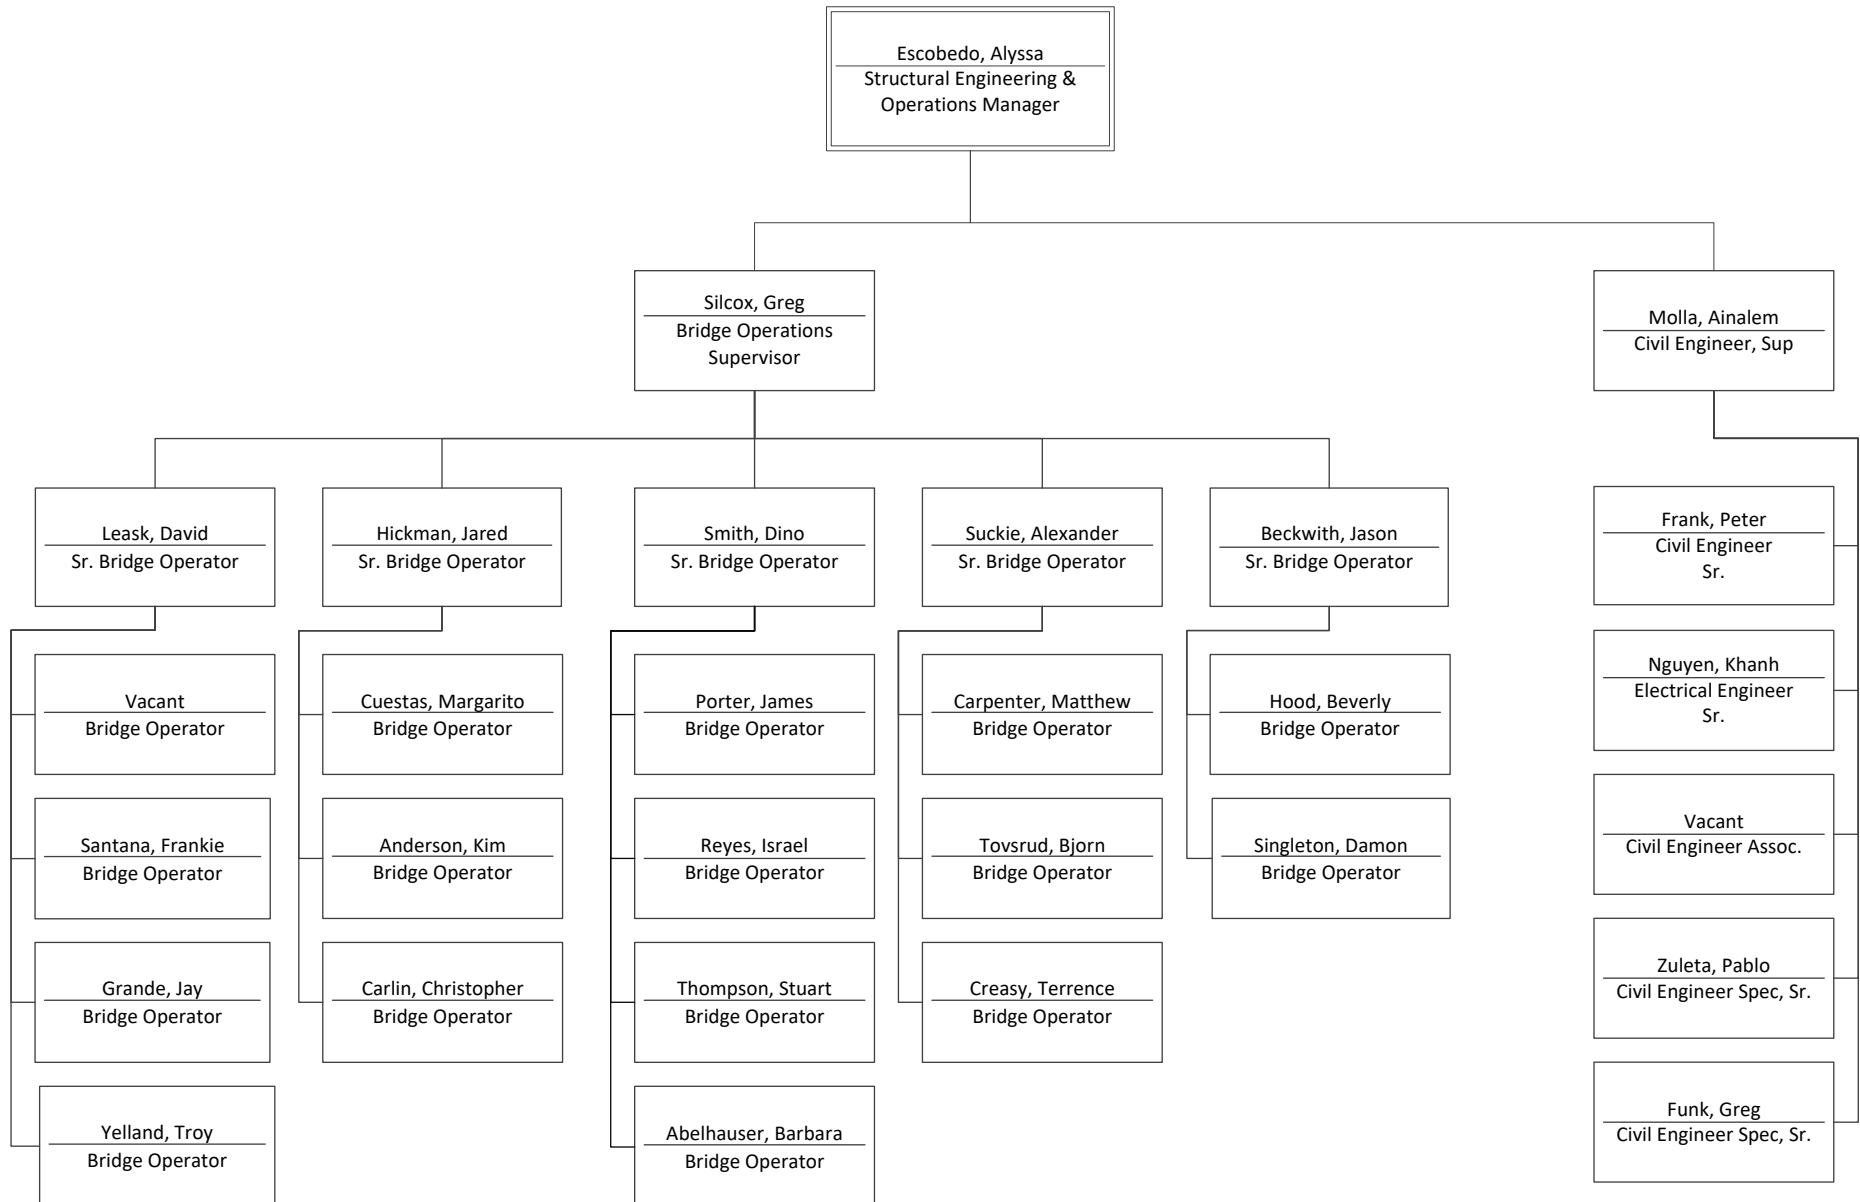 Escobedo, Alyssa
Structural Engineering &
Operations Manager
Silcox, Greg
Bridge Operations
Supervisor
Molla, Ainalem
Civil Engineer, Sup
Leask, David
Sr. Bridge Operator
Hickman, Jared
Sr. Bridge Operator
Smith, Dino
Sr. Bridge Operator
Suckie, Alexander
Sr. Bridge Operator
Beckwith, Jason
Sr. Bridge Operator
Frank, Peter
Civil Engineer
Sr.
Vacant
Bridge Operator
Cuestas, Margarito
Bridge Operator
Porter, James
Bridge Operator
Carpenter, Matthew
Bridge Operator
Hood, Beverly
Bridge Operator
Nguyen, Khanh
Electrical Engineer
Sr.
Santana, Frankie
Bridge Operator
Anderson, Kim
Bridge Operator
Reyes, Israel
Bridge Operator
Tovsrud, Bjorn
Bridge Operator
Singleton, Damon
Bridge Operator
Vacant
Civil Engineer Assoc.
Grande, Jay
Bridge Operator
Carlin, Christopher
Bridge Operator
Thompson, Stuart
Bridge Operator
Creasy, Terrence
Bridge Operator
Zuleta, Pablo
Civil Engineer Spec, Sr.
Yelland, Troy
Bridge Operator
Abelhauser, Barbara
Bridge Operator
Funk, Greg
Civil Engineer Spec, Sr.